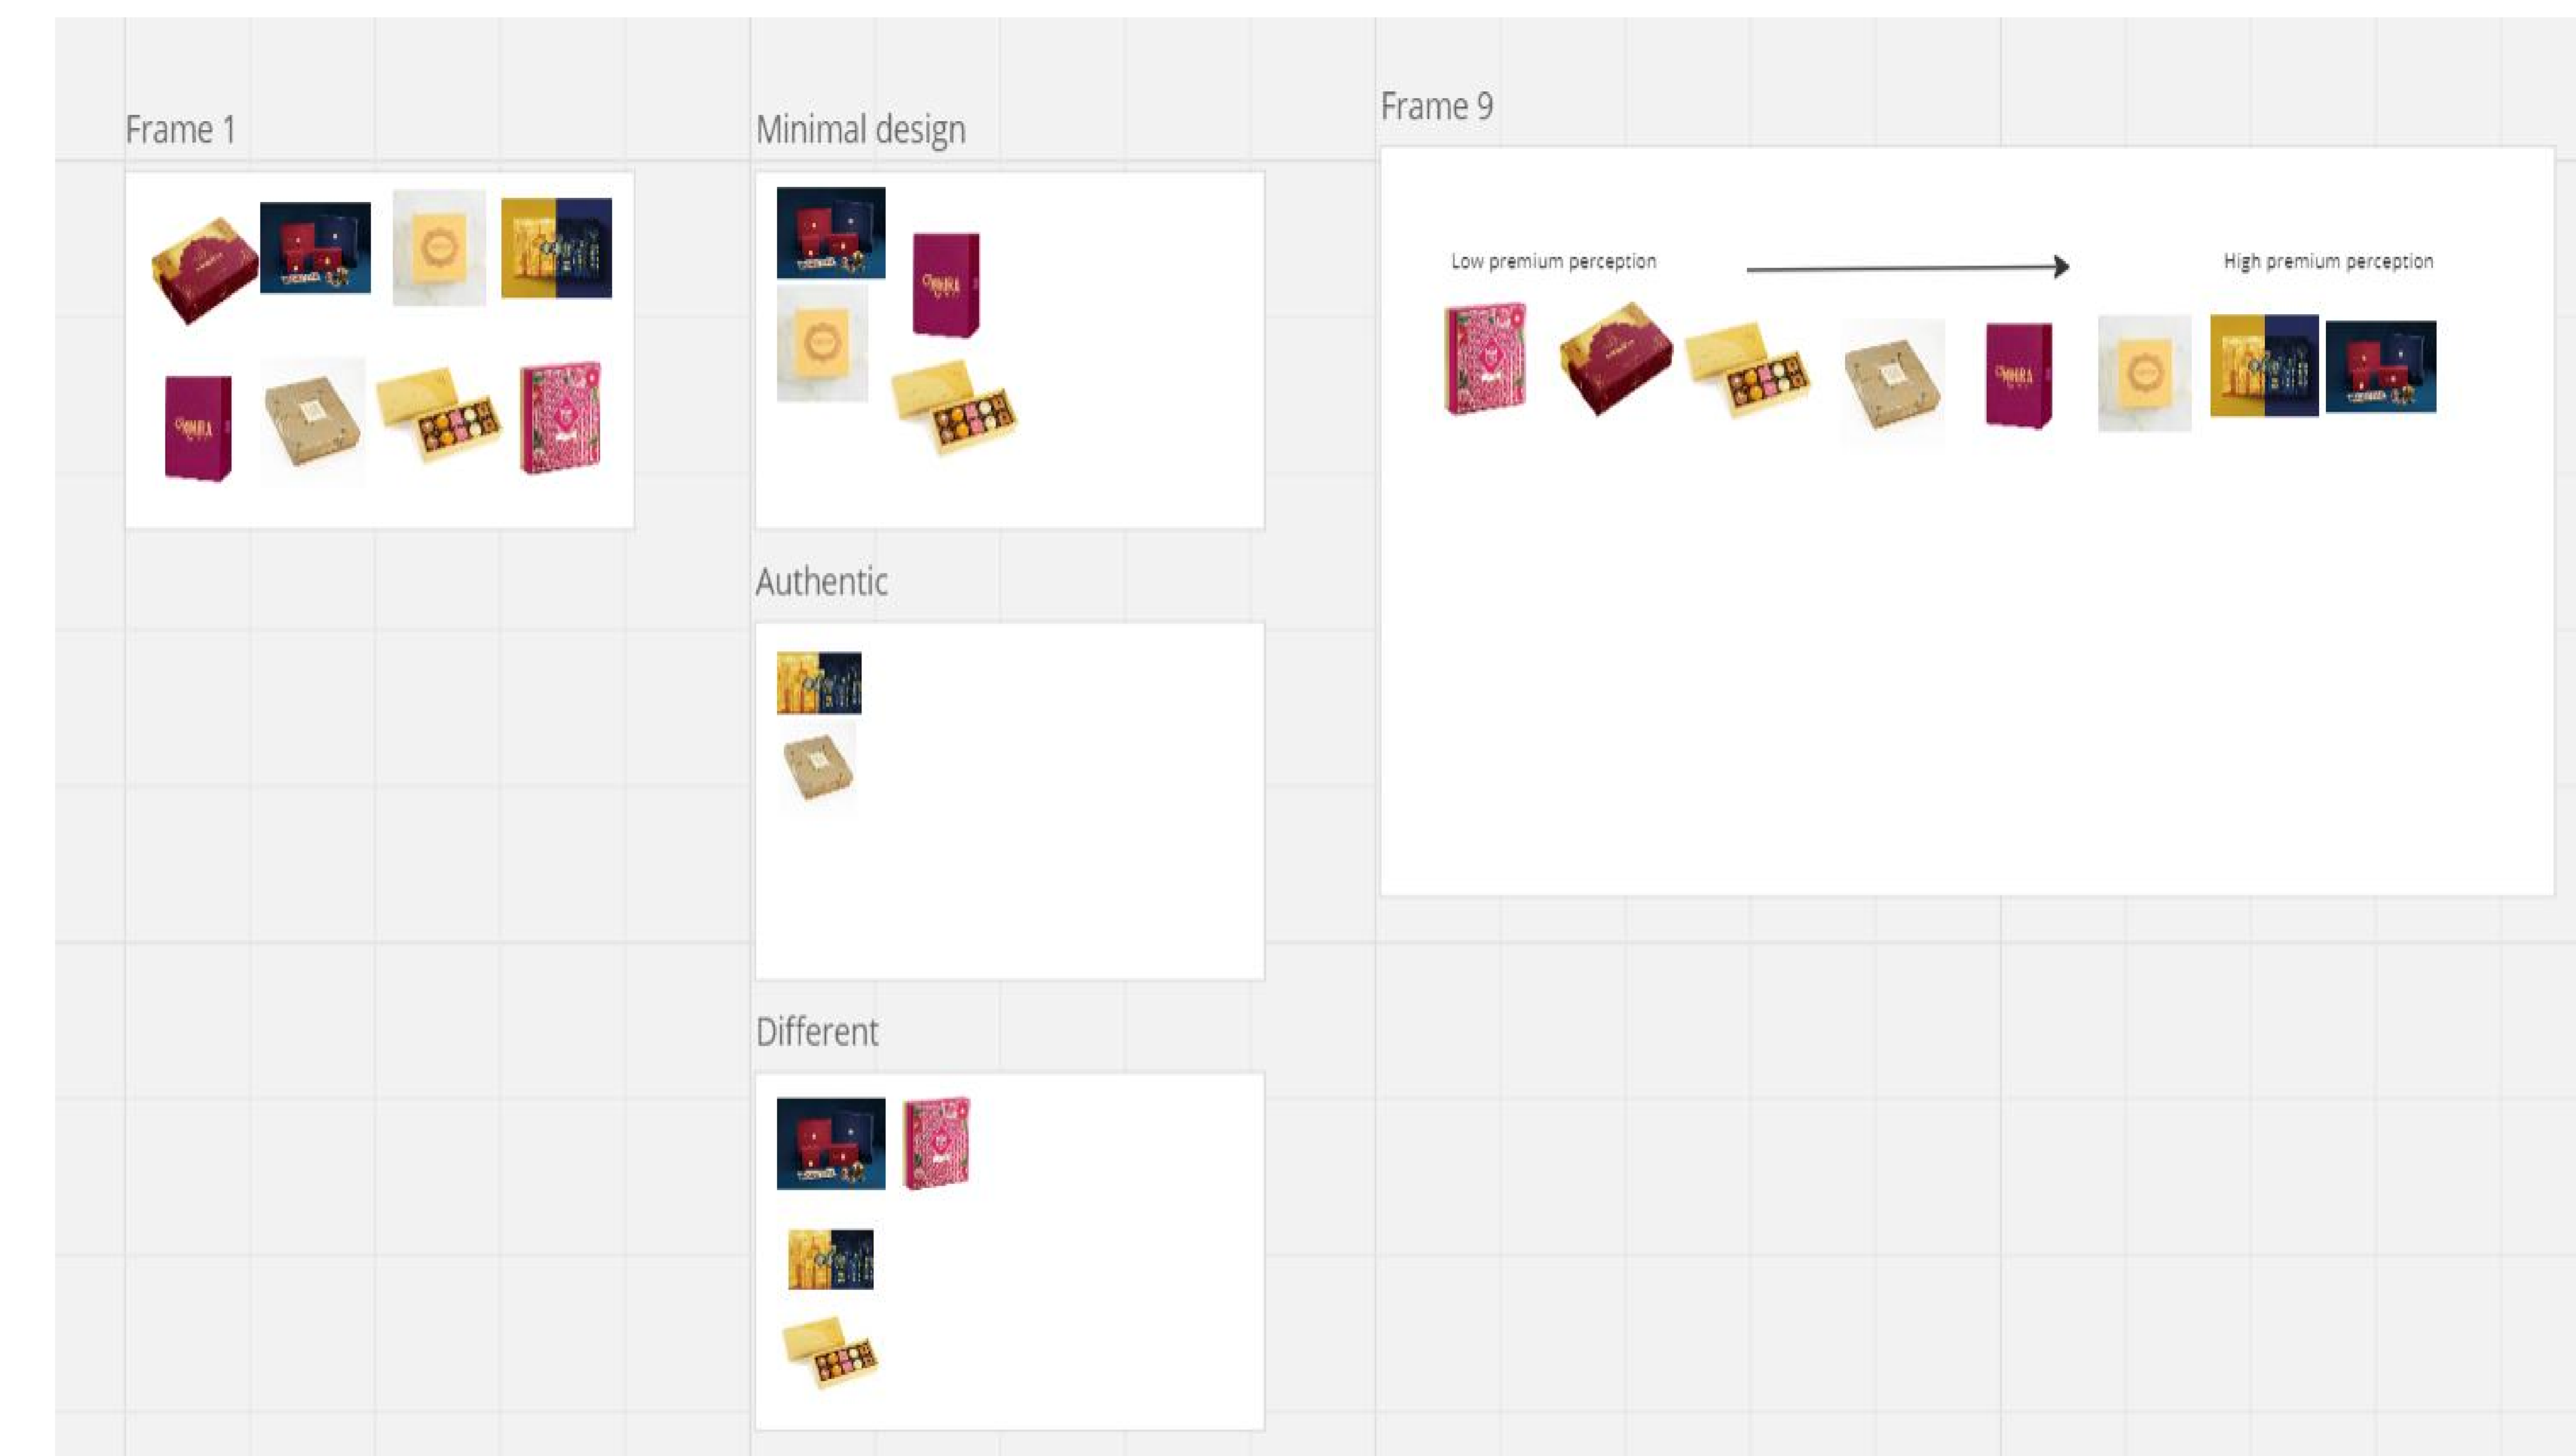 Frame 1
Minimal design
Frame 9
Low premium perception
High premium perception
Authentic
Different